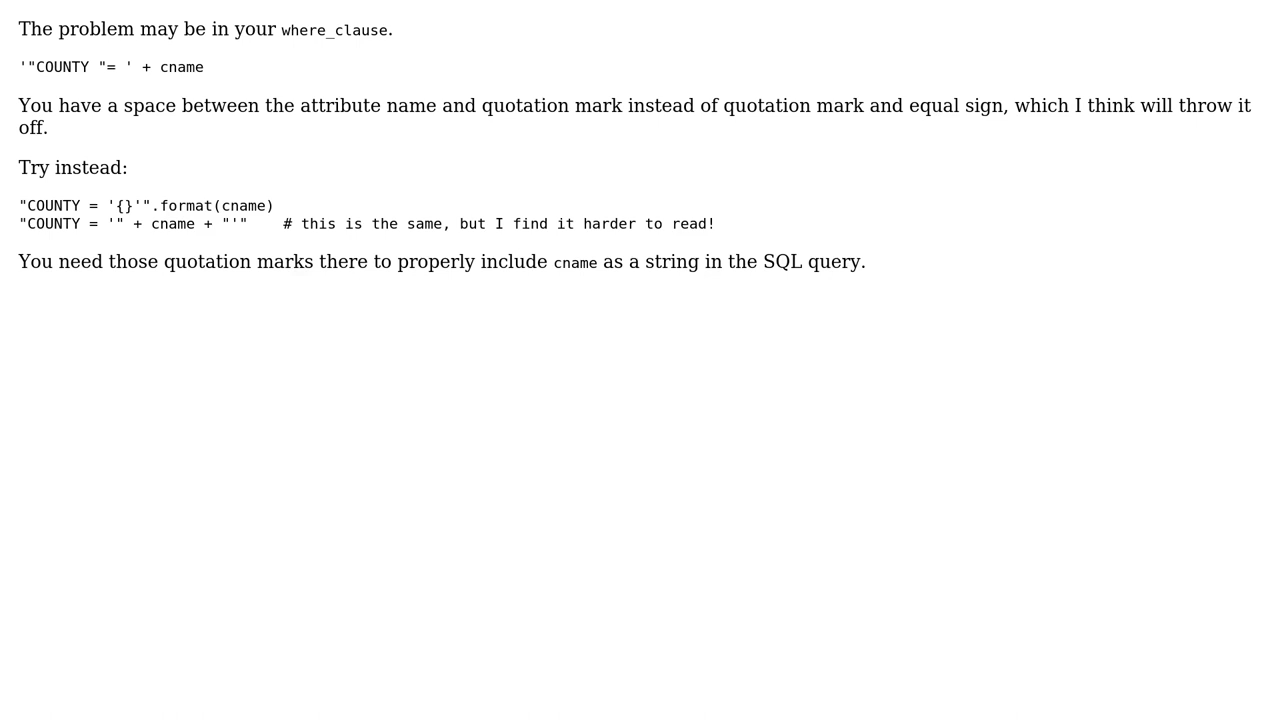 The problem may be in your where_clause.
'"COUNTY "= ' + cname
You have a space between the attribute name and quotation mark instead of quotation mark and equal sign, which I think will throw it
off.
Try instead:
"COUNTY = '{}'".format(cname)
"COUNTY = '" + cname + "'"    # this is the same, but I find it harder to read!
You need those quotation marks there to properly include cname as a string in the SQL query.